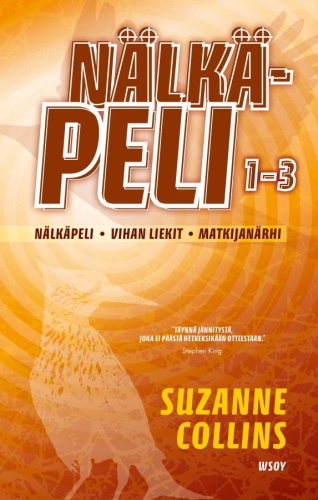 NÄLKÄ-
PELI 1–3
NÄLKÄPELI • VIHAN LIEKIT • MATKIJANÄRHI
"TÄYNNÄ JÄNNITYSTÄ,
JOKA EI PÄÄSTÄ HETKEKSIKÄÄN OTTEESTAAN."
Stephen King
SUZANNE
COLLINS
WSOY